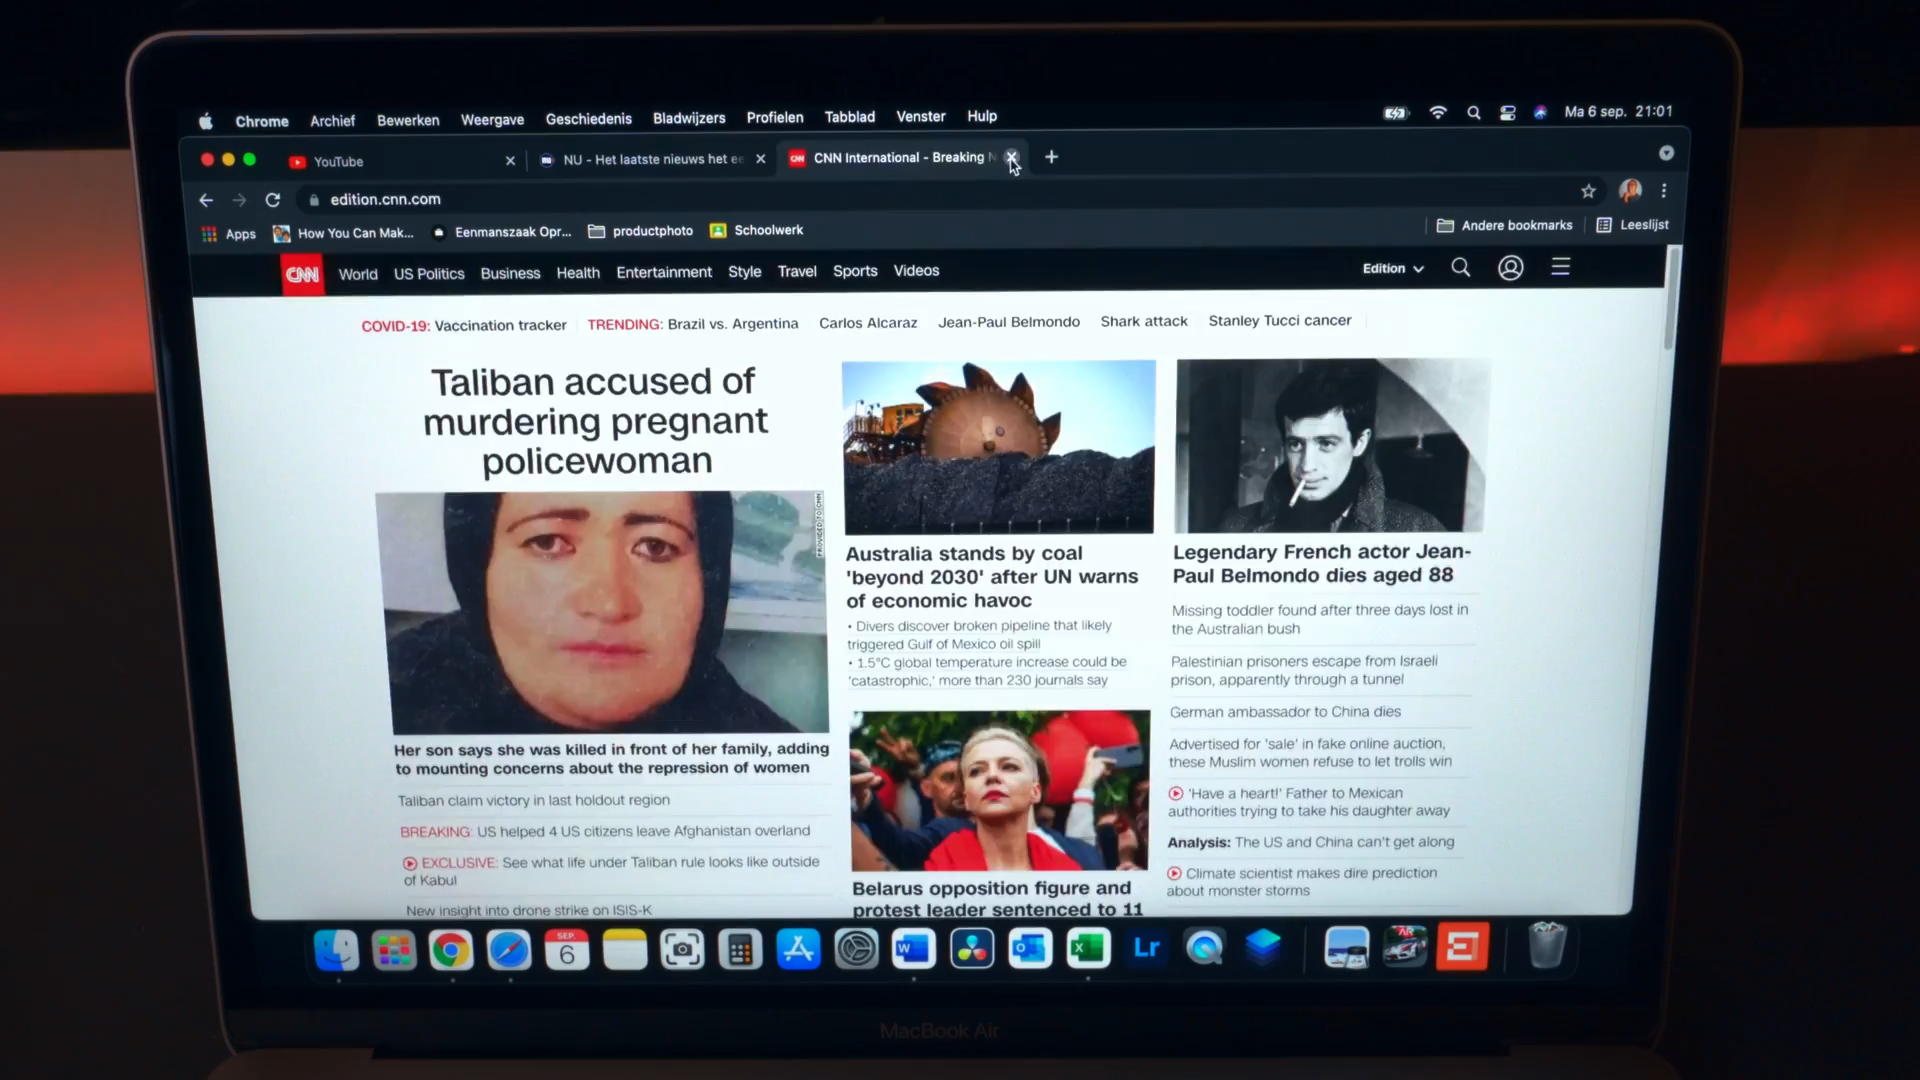 Chrome Archief Bewerken Weergave Geschiedenis Bladwijzers Profielen Tabblad Venster Hulp Ma 6 sep. 21:01
YouTube NU - Het laatste nieuws het ee CNN CNN International - Breaking N
edition.cnn.com
Apps How You Can Mak... Eenmanszaak Opr... productphoto Schoolwerk Andere bookmarks Leeslijst
CNN World US Politics Business Health Entertainment Style Travel Sports Videos Edition
COVID-19: Vaccination tracker TRENDING: Brazil vs. Argentina Carlos Alcaraz Jean-Paul Belmondo Shark attack Stanley Tucci cancer
Taliban accused of
murdering pregnant
policewoman
PROVIDED TO CNN
Her son says she was killed in front of her family, adding
to mounting concerns about the repression of women
Taliban claim victory in last holdout region
BREAKING: US helped 4 US citizens leave Afghanistan overland
EXCLUSIVE: See what life under Taliban rule looks like outside
of Kabul
New insight into drone strike on ISIS-K
Australia stands by coal
'beyond 2030' after UN warns
of economic havoc
• Divers discover broken pipeline that likely
triggered Gulf of Mexico oil spill
• 1.5°C global temperature increase could be
'catastrophic,' more than 230 journals say
Belarus opposition figure and
protest leader sentenced to 11
Legendary French actor Jean-
Paul Belmondo dies aged 88
Missing toddler found after three days lost in
the Australian bush
Palestinian prisoners escape from Israeli
prison, apparently through a tunnel
German ambassador to China dies
Advertised for 'sale' in fake online auction,
these Muslim women refuse to let trolls win
'Have a heart!' Father to Mexican
authorities trying to take his daughter away
Analysis: The US and China can't get along
Climate scientist makes dire prediction
about monster storms
SEP.
6
W
X
Lr
MacBook Air